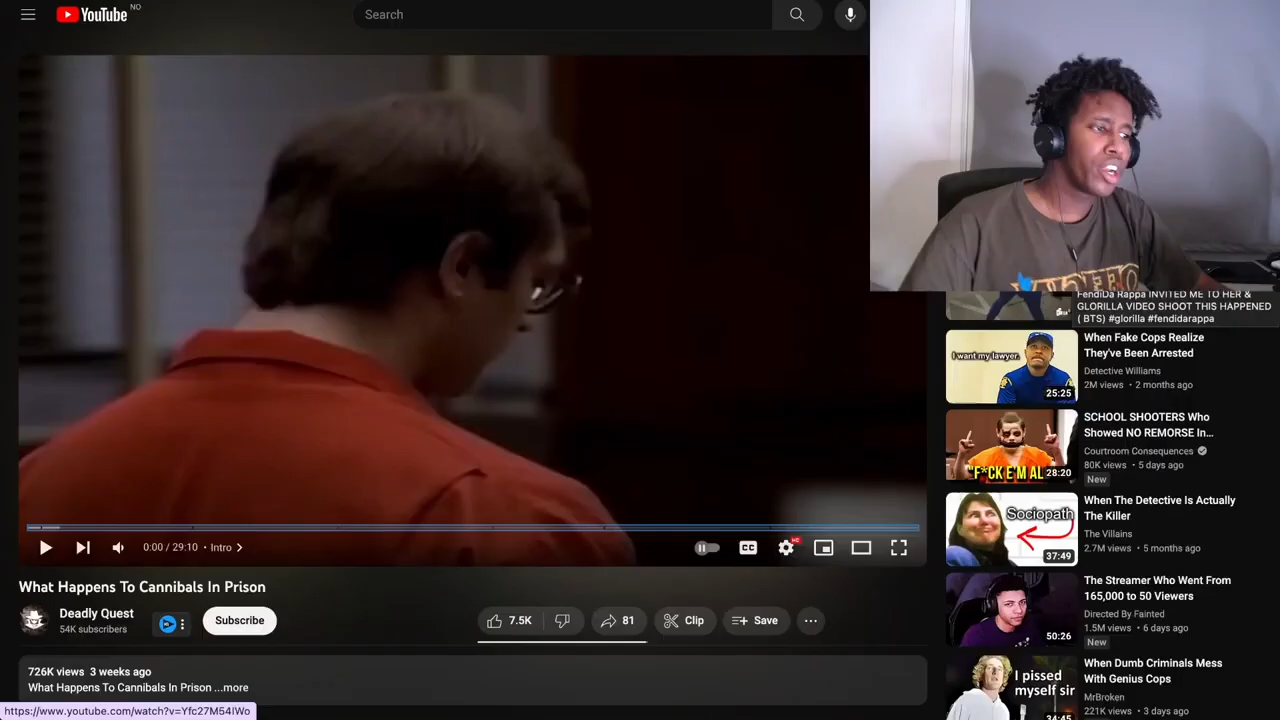 YouTube NO
Search
FendiDa Rappa INVITED ME TO HER &
GLORILLA VIDEO SHOOT THIS HAPPENED
( BTS) #glorilla #fendidarappa
I want my lawyer.
25:25
When Fake Cops Realize
They've Been Arrested
Detective Williams
2M views • 2 months ago
"F*CK E'M AL
28:20
SCHOOL SHOOTERS Who
Showed NO REMORSE In...
Courtroom Consequences
80K views • 5 days ago
New
Sociopath
37:49
When The Detective Is Actually
The Killer
The Villains
2.7M views • 5 months ago
0:00 / 29:10 • Intro
CC
HD
What Happens To Cannibals In Prison
Deadly Quest
54K subscribers
Subscribe
7.5K
81
Clip
Save
50:26
The Streamer Who Went From
165,000 to 50 Viewers
Directed By Fainted
1.5M views • 6 days ago
New
726K views 3 weeks ago
What Happens To Cannibals In Prison ...more
I pissed
myself sir
34:45
When Dumb Criminals Mess
With Genius Cops
MrBroken
221K views • 3 days ago
https://www.youtube.com/watch?v=Yfc27M54IWo